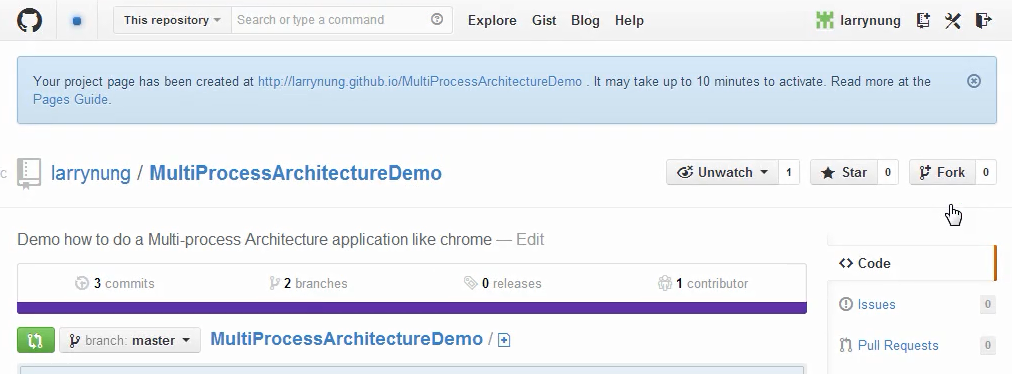 This repository Search or type a command Explore Gist Blog Help larrynung
Your project page has been created at http://larrynung.github.io/MultiProcessArchitectureDemo . It may take up to 10 minutes to activate. Read more at the
Pages Guide.
c larrynung / MultiProcessArchitectureDemo Unwatch 1 Star 0 Fork 0
Demo how to do a Multi-process Architecture application like chrome — Edit
<> Code
3 commits 2 branches 0 releases 1 contributor
Issues 0
branch: master MultiProcessArchitectureDemo /
Pull Requests 0